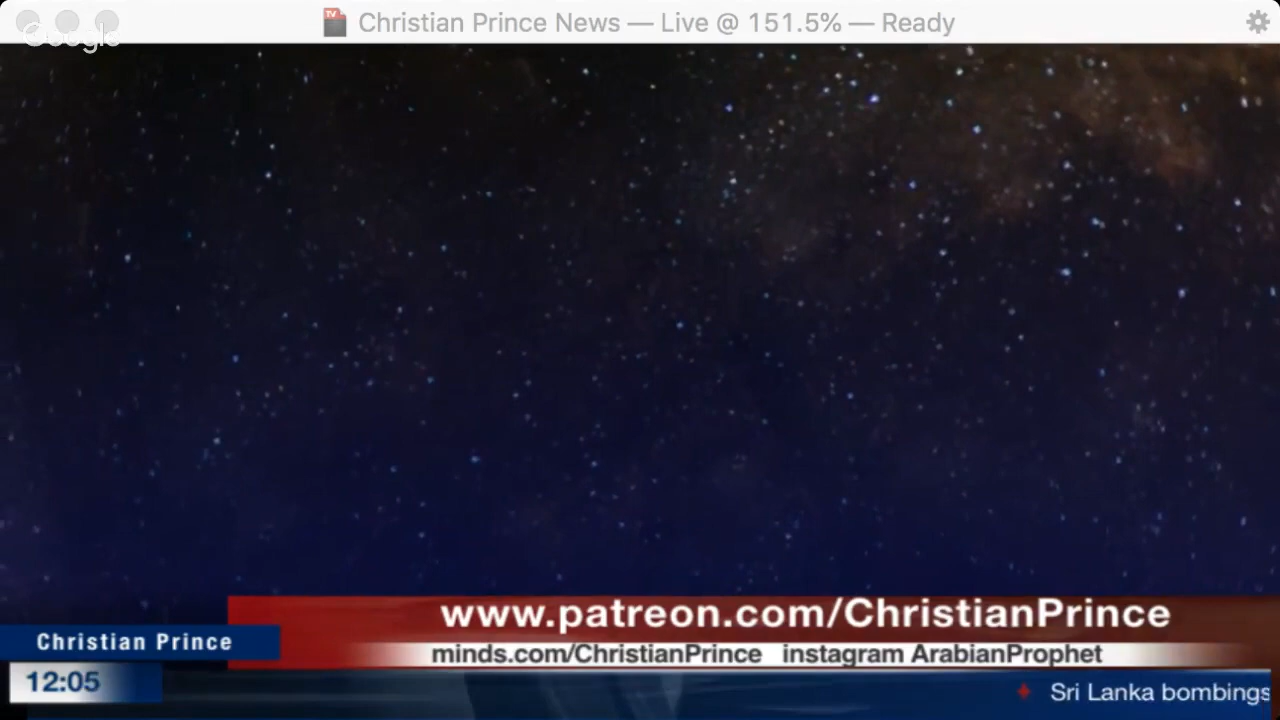 Christian Prince News — Live @ 151.5% — Ready
Google
www.patreon.com/ChristianPrince
Christian Prince
minds.com/ChristianPrince instagram ArabianProphet
12:05
Sri Lanka bombings